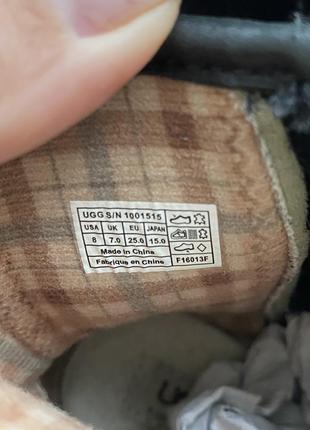 UGG S/N 1001515
USA UK EU JAPAN
8 7.0 25.0 15.0
Made in China
Fabrique en Chine F16013F